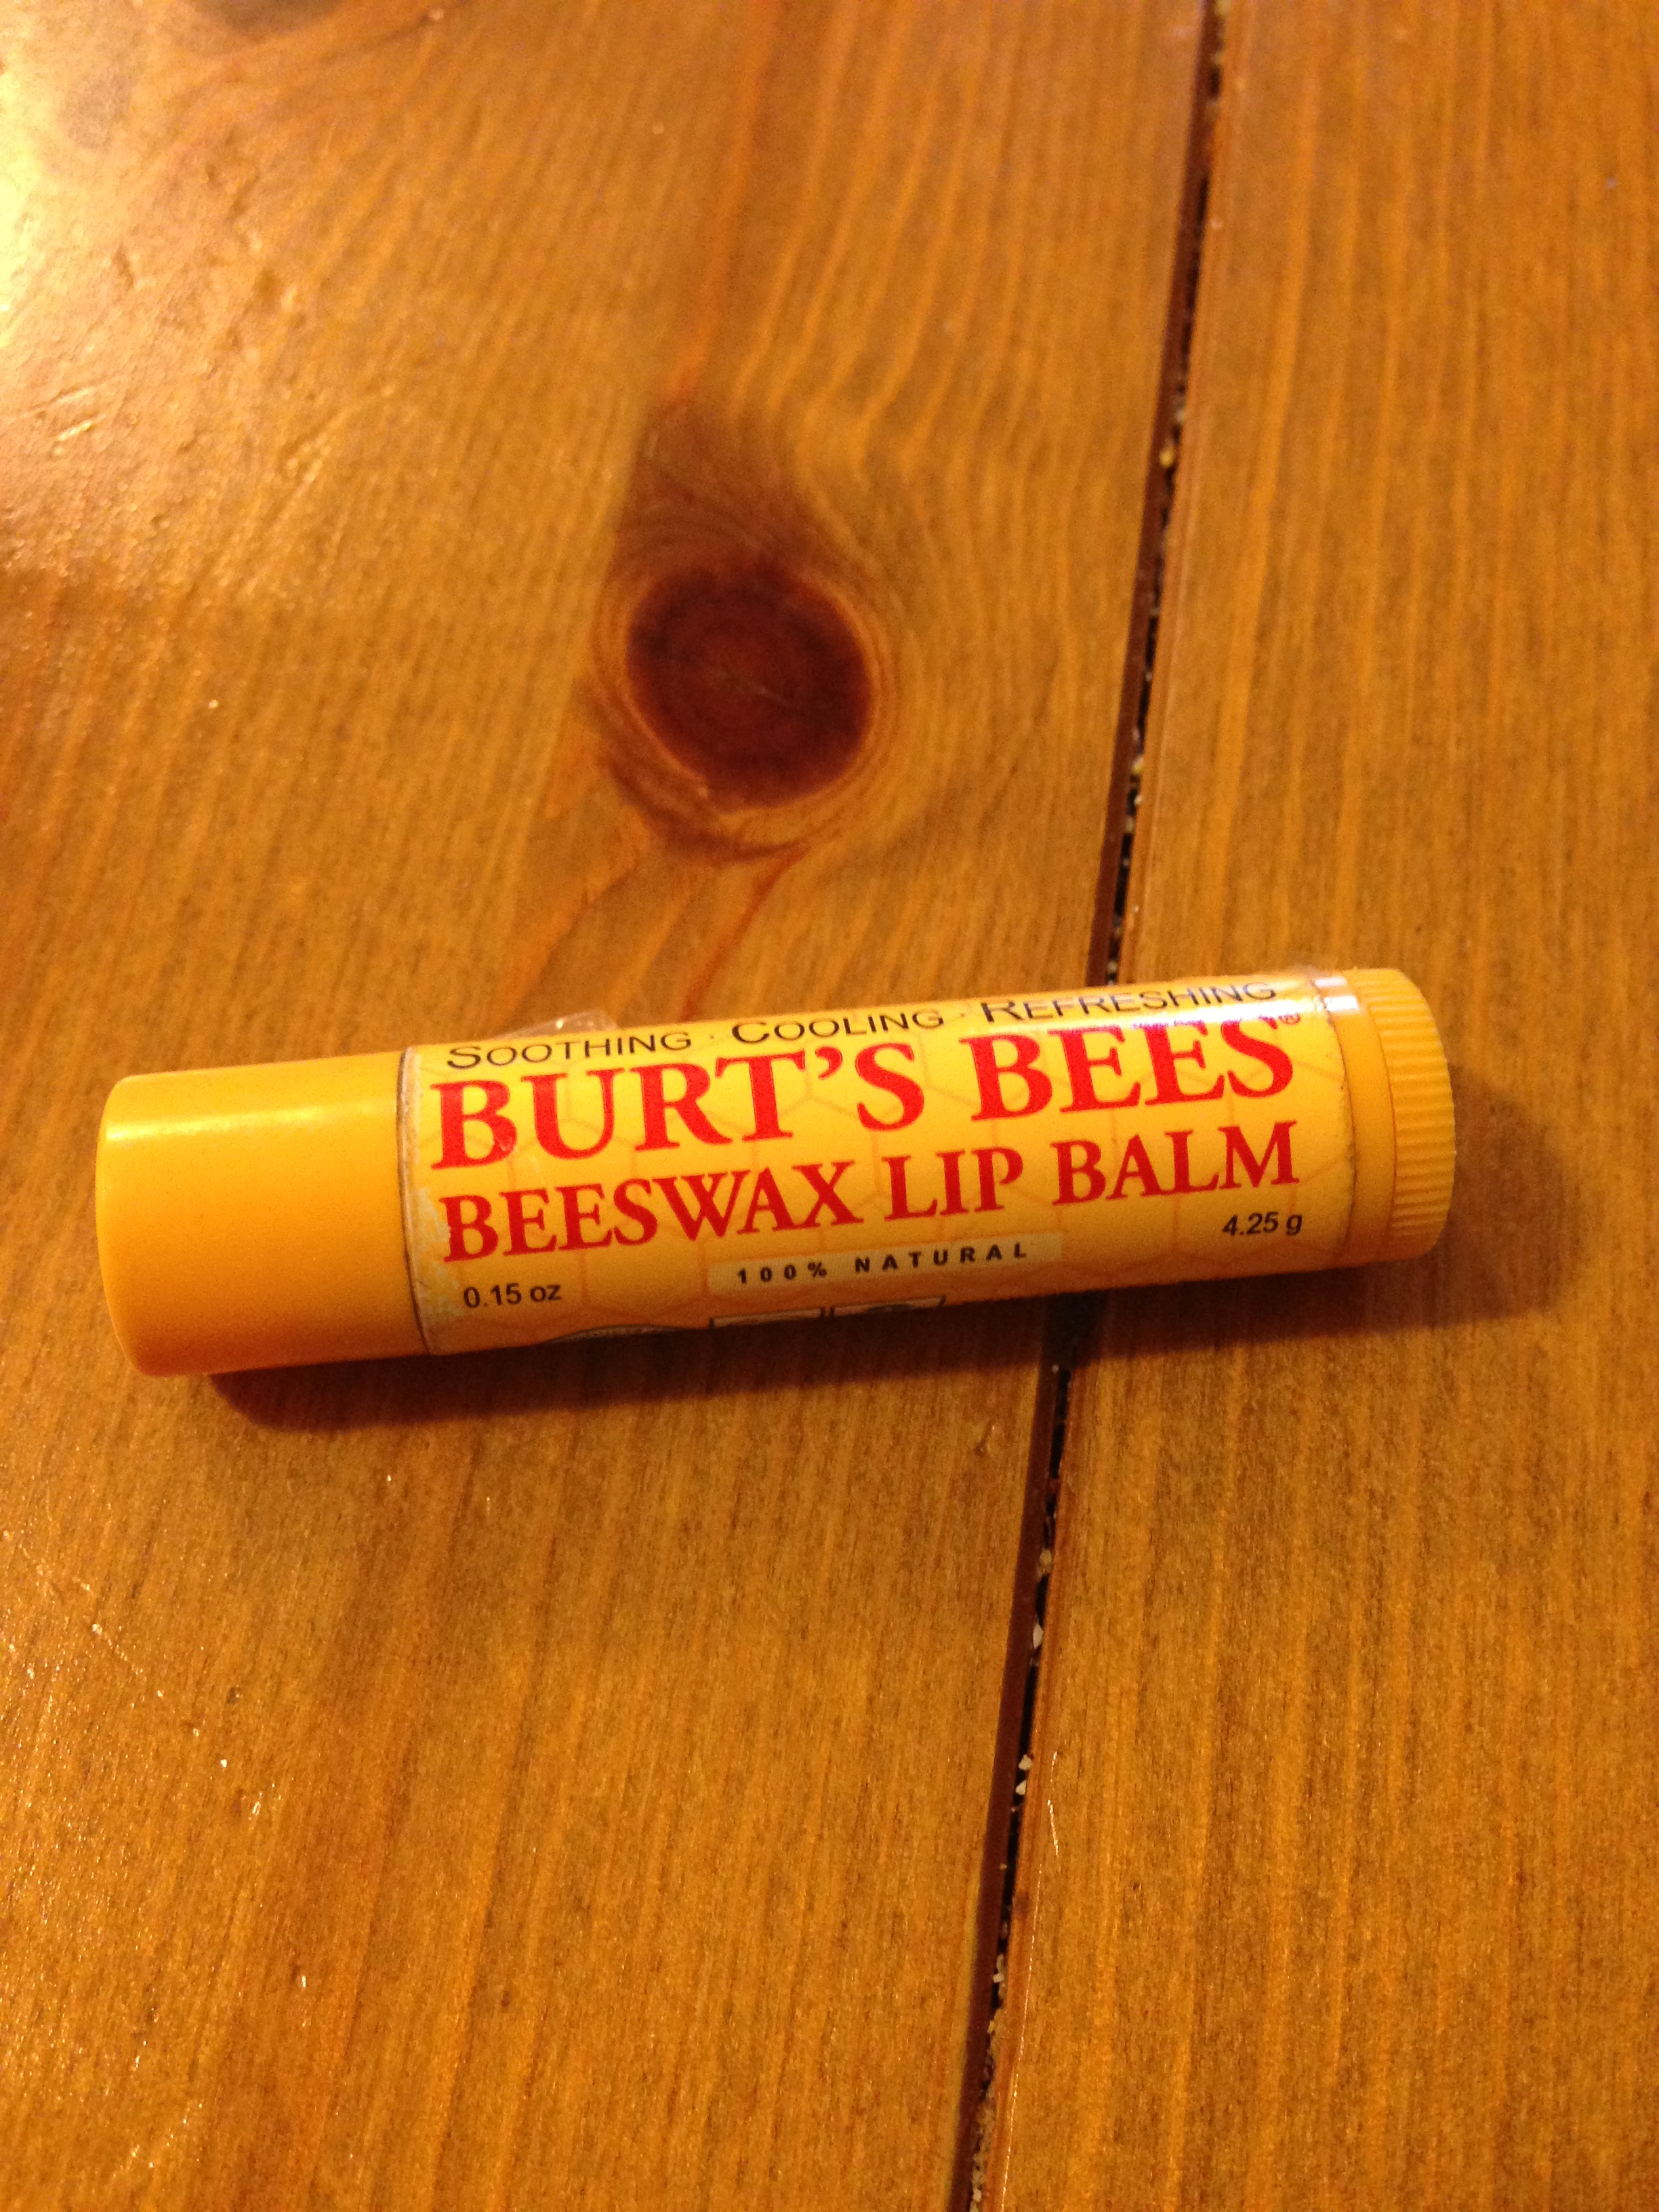 SOOTHING · COOLING · REFRESHING
BURT'S BEES®
BEESWAX LIP BALM
100% NATURAL
0.15 oz 4.25 g